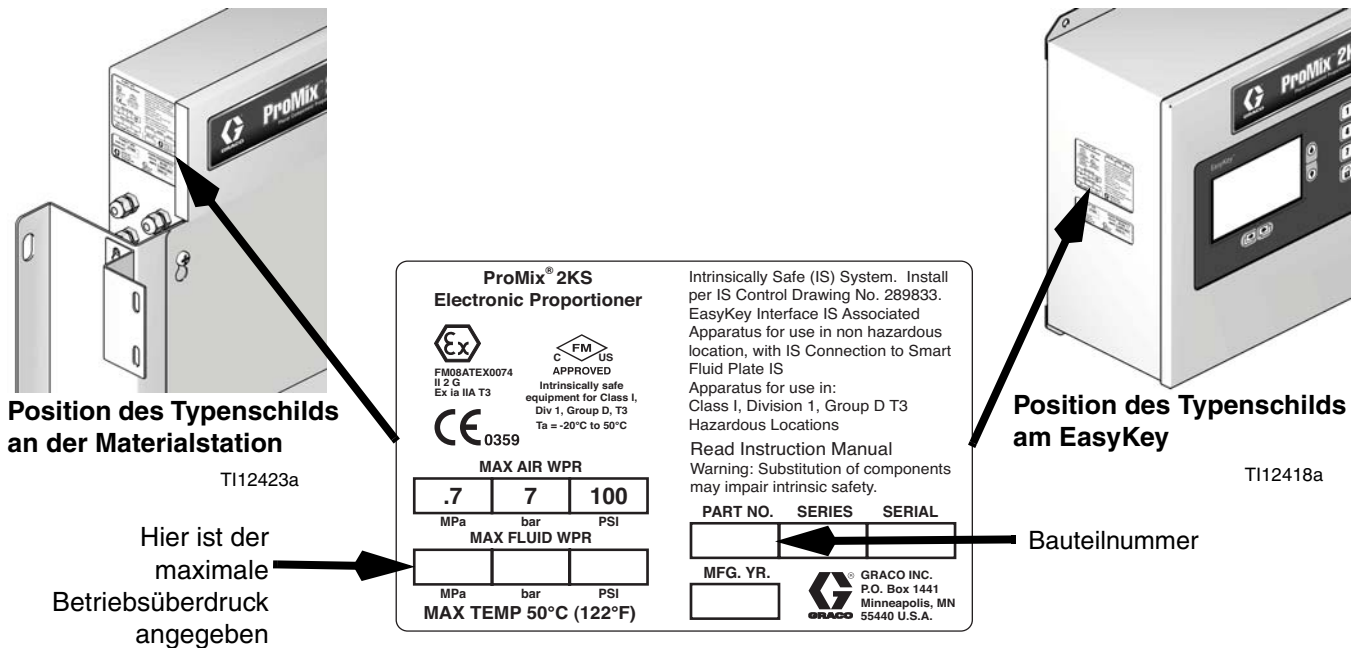 ProMix
G
GRACO
Position des Typenschilds
an der Materialstation
TI12423a
Hier ist der
maximale
Betriebsüberdruck
angegeben
ProMix® 2KS
Electronic Proportioner
Ex
FM08ATEX0074
II 2 G
Ex ia IIA T3
CE 0359
C FM US
APPROVED
Intrinsically safe
equipment for Class I,
Div 1, Group D, T3
Ta = -20°C to 50°C
MAX AIR WPR
.7 7 100
MPa bar PSI
MAX FLUID WPR
MPa bar PSI
MAX TEMP 50°C (122°F)
Intrinsically Safe (IS) System. Install
per IS Control Drawing No. 289833.
EasyKey Interface IS Associated
Apparatus for use in non hazardous
location, with IS Connection to Smart
Fluid Plate IS
Apparatus for use in:
Class I, Division 1, Group D T3
Hazardous Locations
Read Instruction Manual
Warning: Substitution of components
may impair intrinsic safety.
PART NO. SERIES SERIAL
MFG. YR.
G®
GRACO
GRACO INC.
P.O. Box 1441
Minneapolis, MN
55440 U.S.A.
G
GRACO
ProMix
EasyKey
Position des Typenschilds
am EasyKey
TI12418a
Bauteilnummer